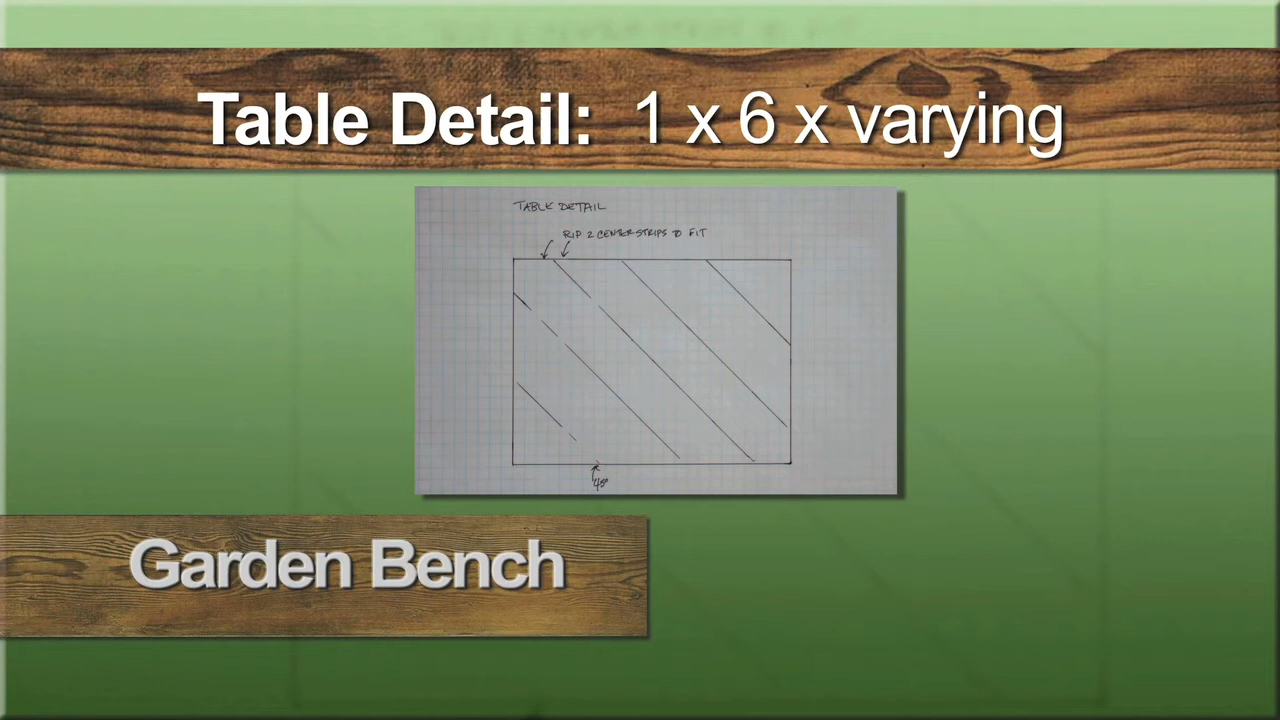 Table Detail: 1 x 6 x varying
TABLE DETAIL
RIP 2 CENTER STRIPS TO FIT
45°
Garden Bench